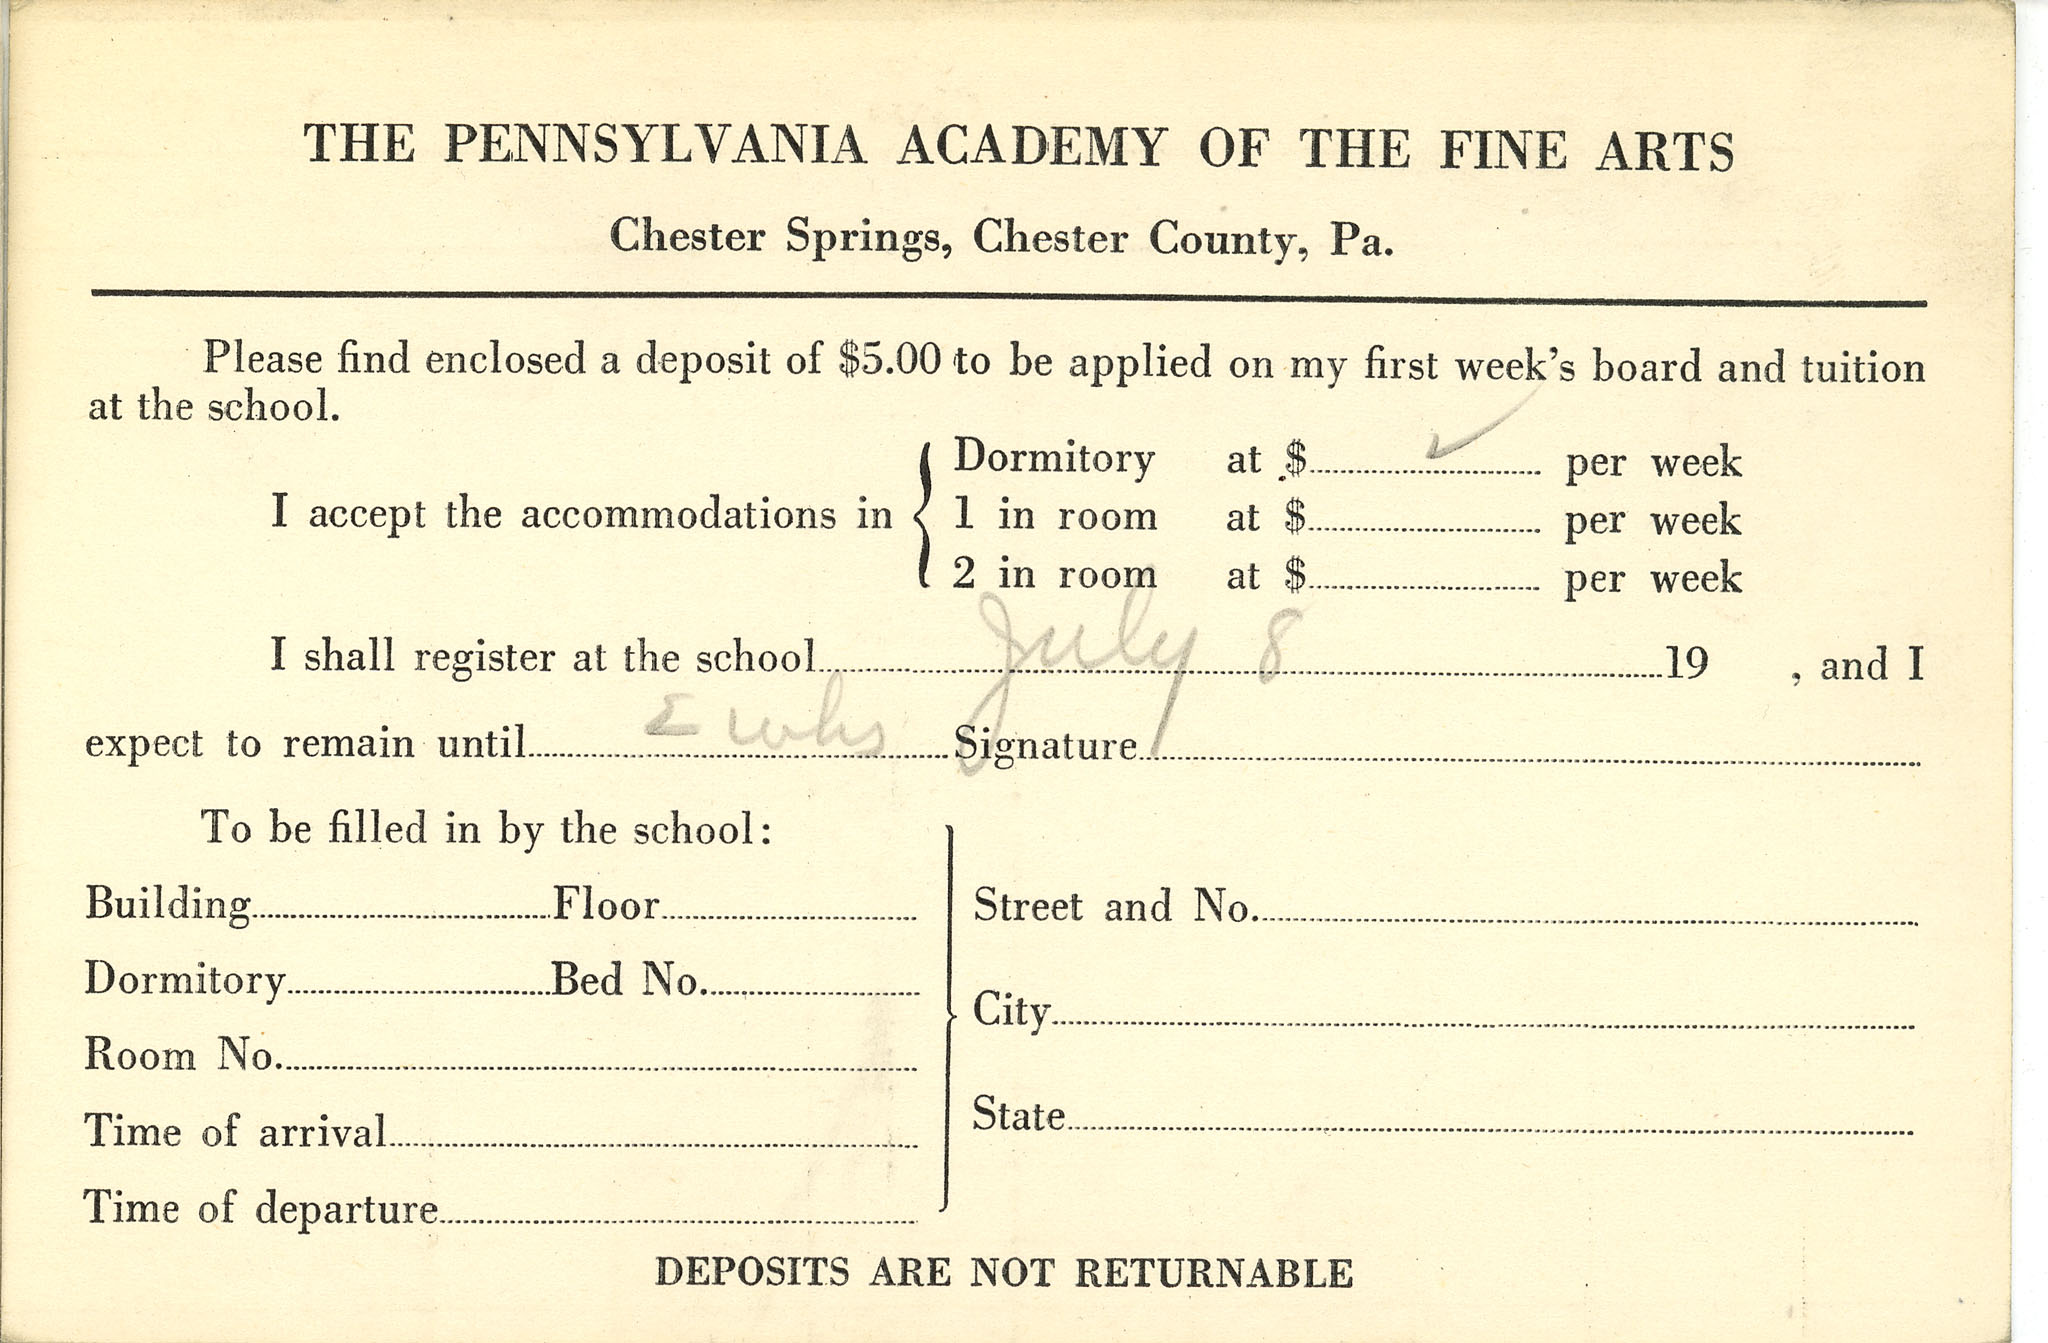 THE PENNSYLVANIA ACADEMY OF THE FINE ARTS
Chester Springs, Chester County, Pa.
Please find enclosed a deposit of $5.00 to be applied on my first week's board and tuition
at the school.
I accept the accommodations in
Dormitory at $ ✓ per week
1 in room at $ per week
2 in room at $ per week
I shall register at the school July 8 19 , and I
expect to remain until wks Signature
To be filled in by the school:
Building Floor
Dormitory Bed No.
Room No.
Time of arrival
Time of departure
Street and No.
City
State
DEPOSITS ARE NOT RETURNABLE